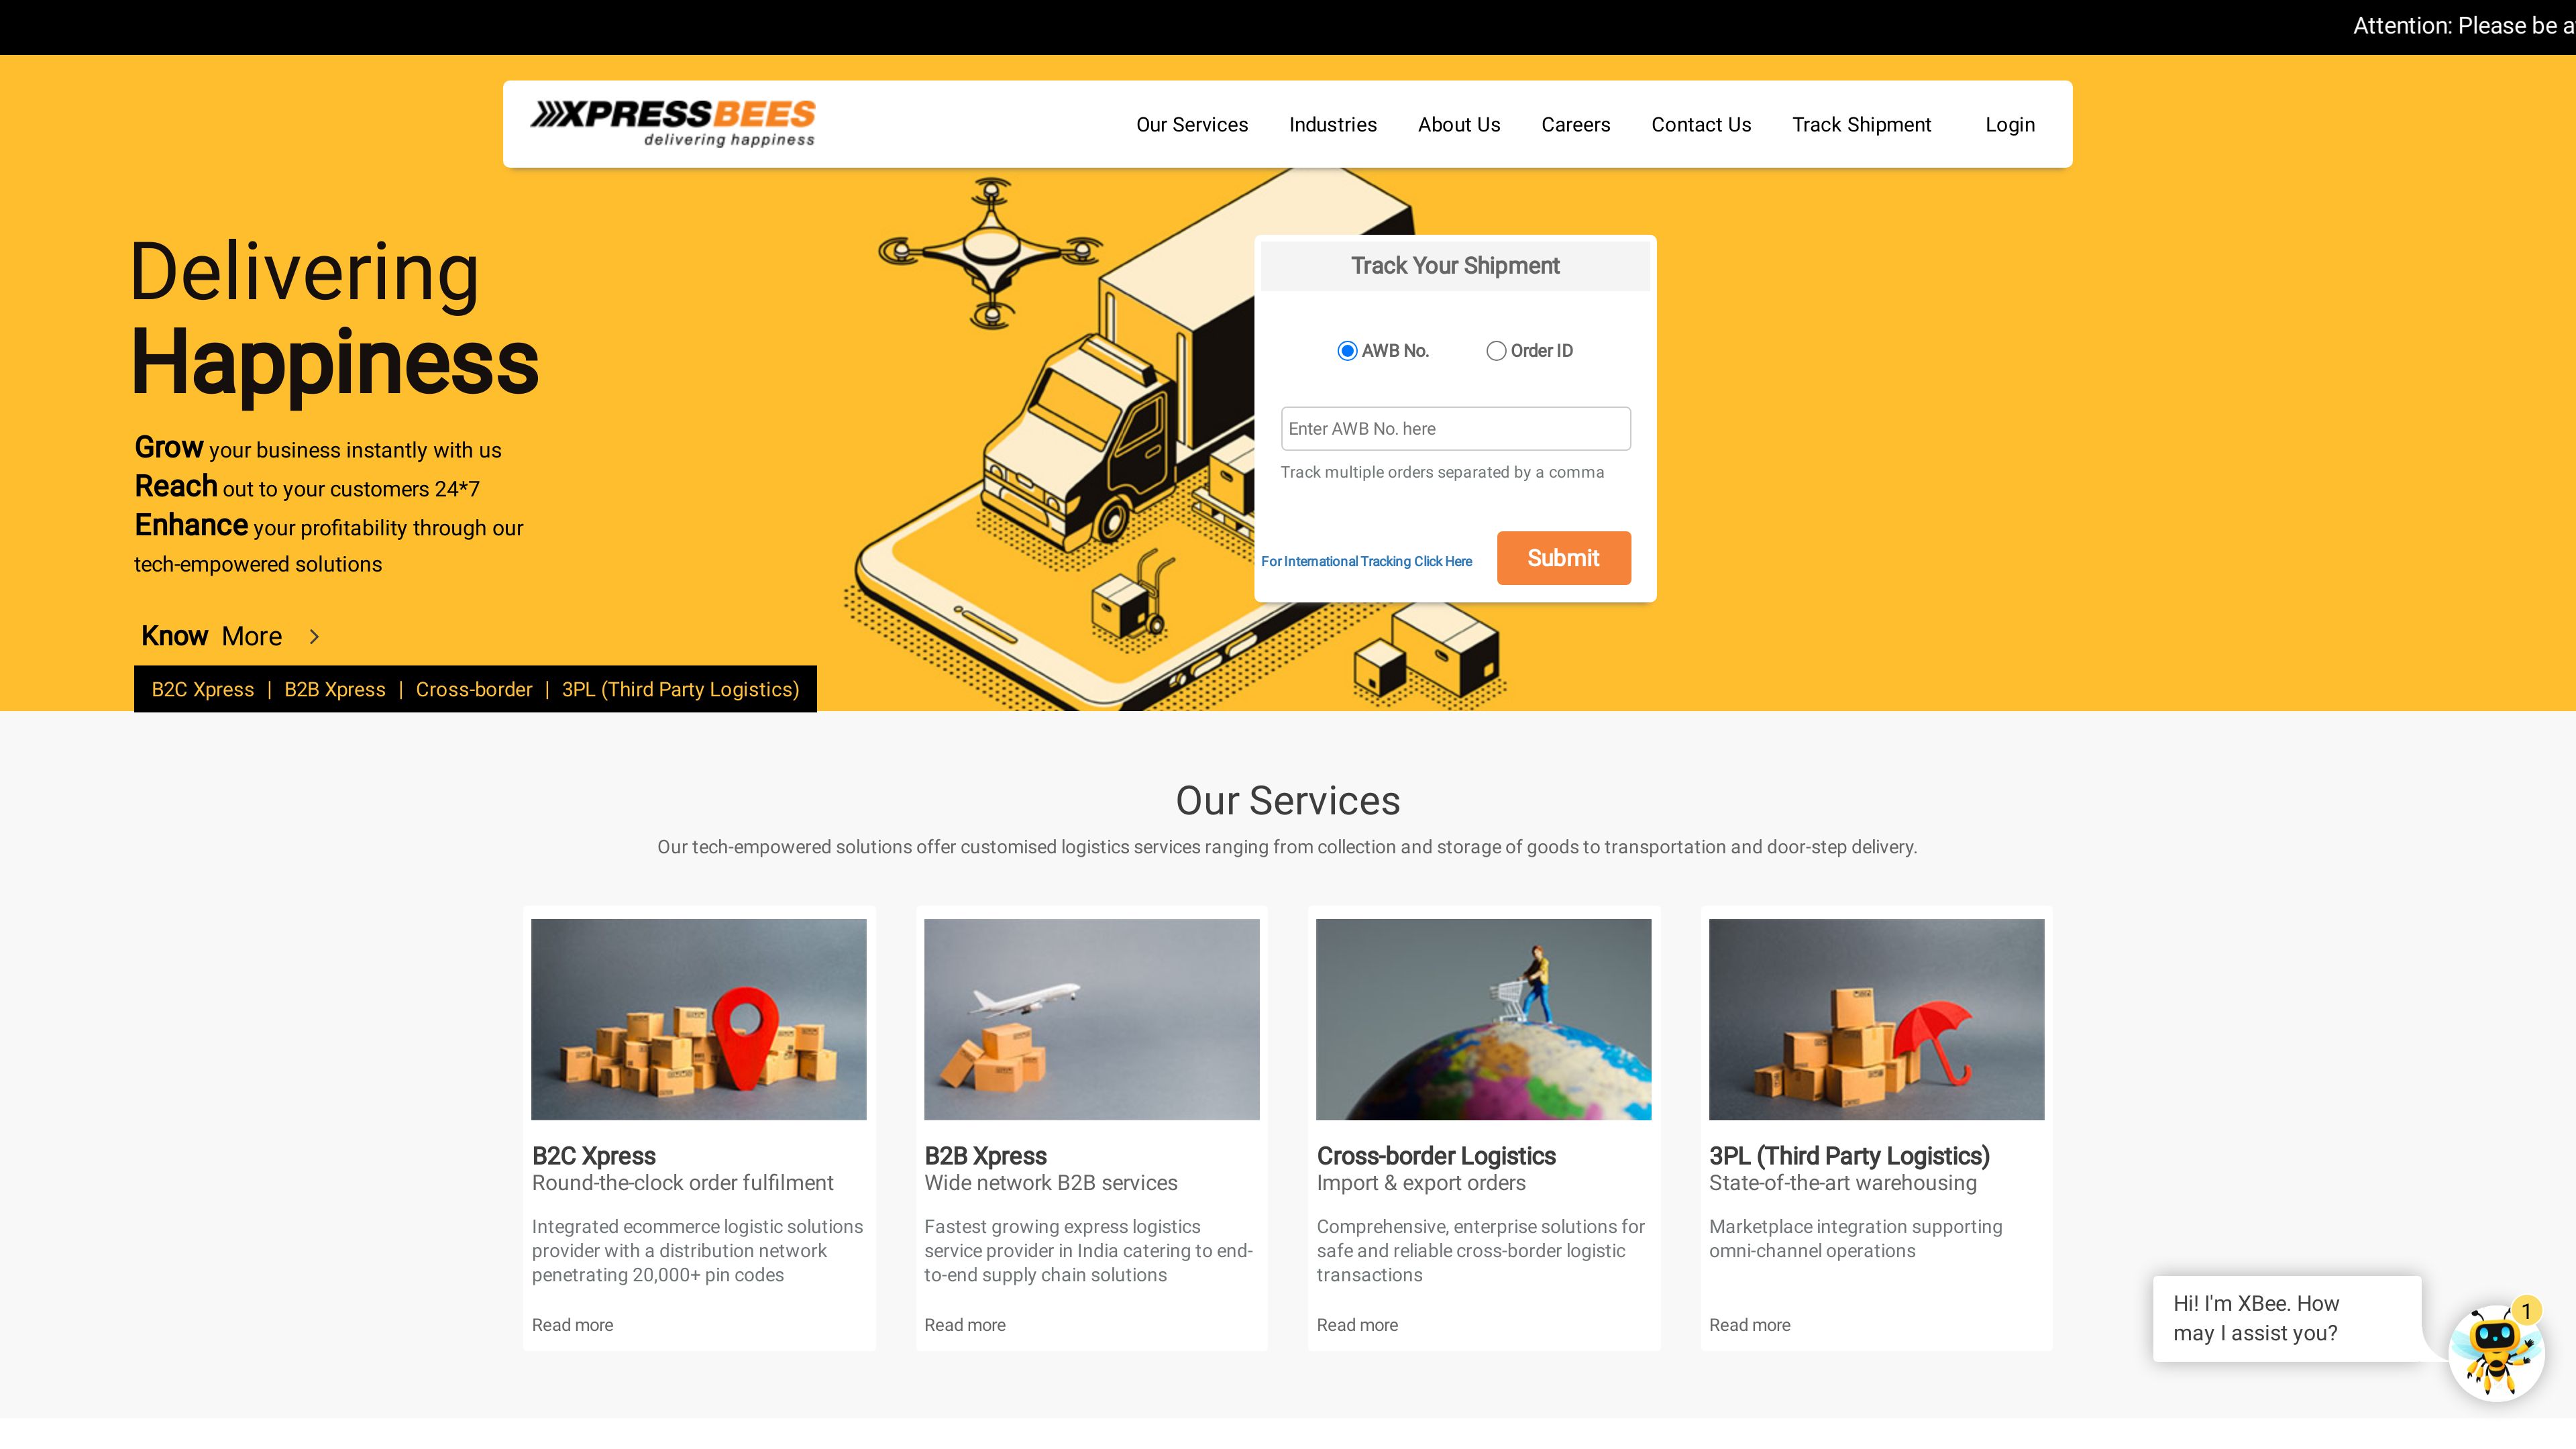 Attention: Please be a
XPRESSBEES
delivering happiness
Our Services
Industries
About Us
Careers
Contact Us
Track Shipment
Login
Delivering
Happiness
Grow your business instantly with us
Reach out to your customers 24*7
Enhance your profitability through our
tech-empowered solutions
Know More
B2C Xpress | B2B Xpress | Cross-border | 3PL (Third Party Logistics)
Track Your Shipment
AWB No.
Order ID
Enter AWB No. here
Track multiple orders separated by a comma
For International Tracking Click Here
Submit
Our Services
Our tech-empowered solutions offer customised logistics services ranging from collection and storage of goods to transportation and door-step delivery.
B2C Xpress
Round-the-clock order fulfilment
Integrated ecommerce logistic solutions
provider with a distribution network
penetrating 20,000+ pin codes
Read more
B2B Xpress
Wide network B2B services
Fastest growing express logistics
service provider in India catering to end-
to-end supply chain solutions
Read more
Cross-border Logistics
Import & export orders
Comprehensive, enterprise solutions for
safe and reliable cross-border logistic
transactions
Read more
3PL (Third Party Logistics)
State-of-the-art warehousing
Marketplace integration supporting
omni-channel operations
Read more
Hi! I'm XBee. How
may I assist you?
1